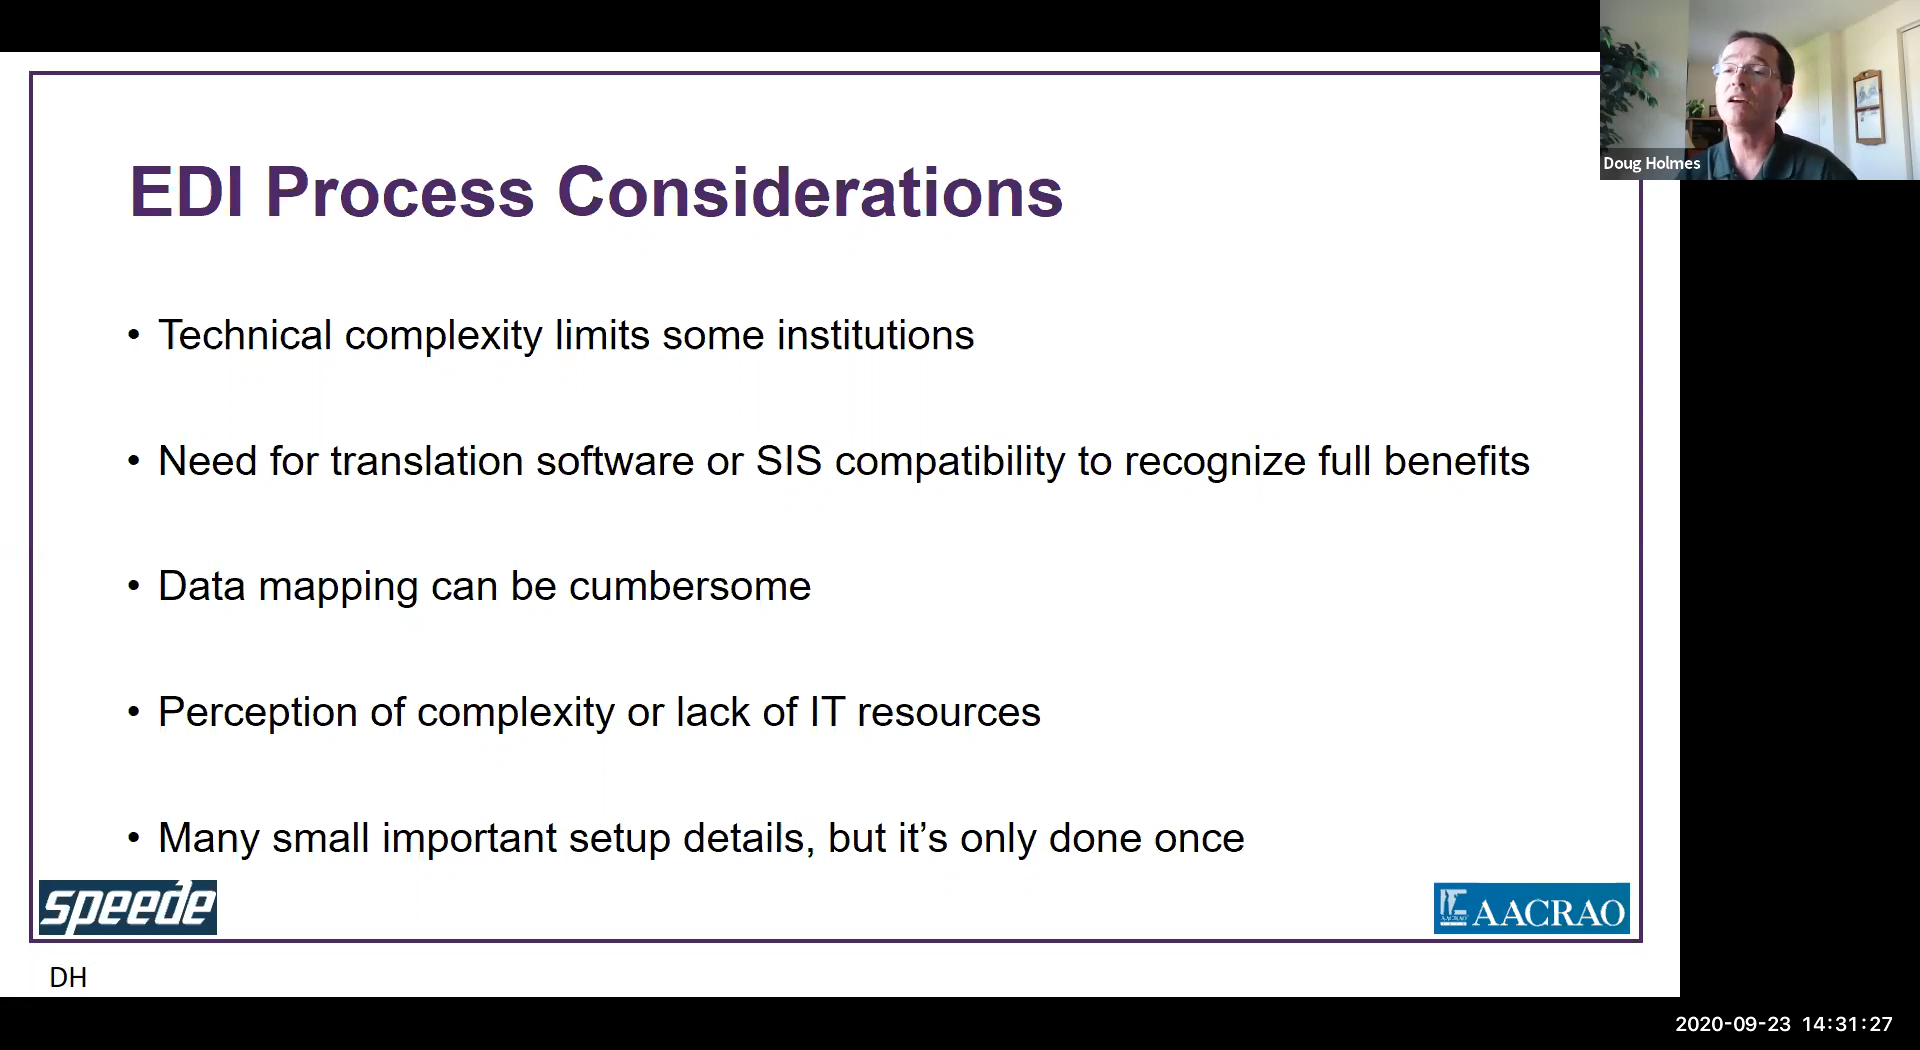 Doug Holmes
EDI Process Considerations
• Technical complexity limits some institutions
• Need for translation software or SIS compatibility to recognize full benefits
• Data mapping can be cumbersome
• Perception of complexity or lack of IT resources
• Many small important setup details, but it’s only done once
speede
AACRAO
DH
2020-09-23 14:31:27